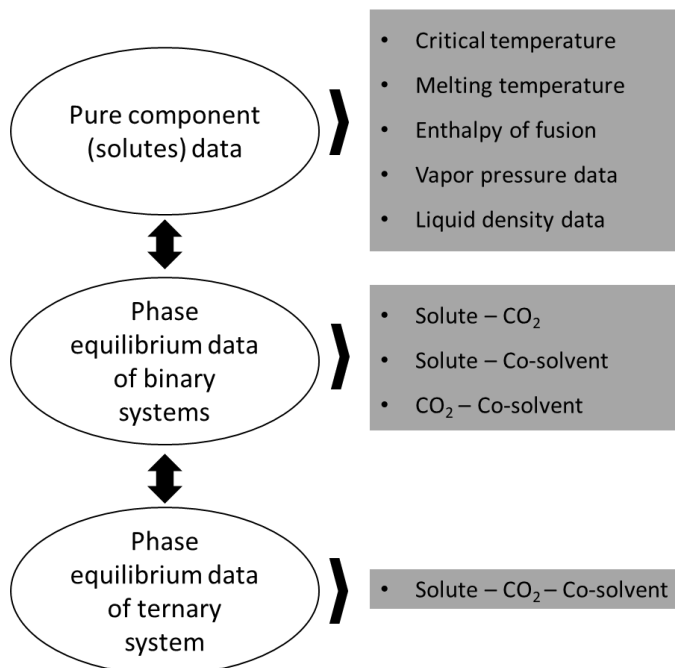 Pure component
(solutes) data
• Critical temperature
• Melting temperature
• Enthalpy of fusion
• Vapor pressure data
• Liquid density data
Phase
equilibrium data
of binary
systems
• Solute – CO₂
• Solute – Co-solvent
• CO₂ – Co-solvent
Phase
equilibrium data
of ternary
system
• Solute – CO₂ – Co-solvent